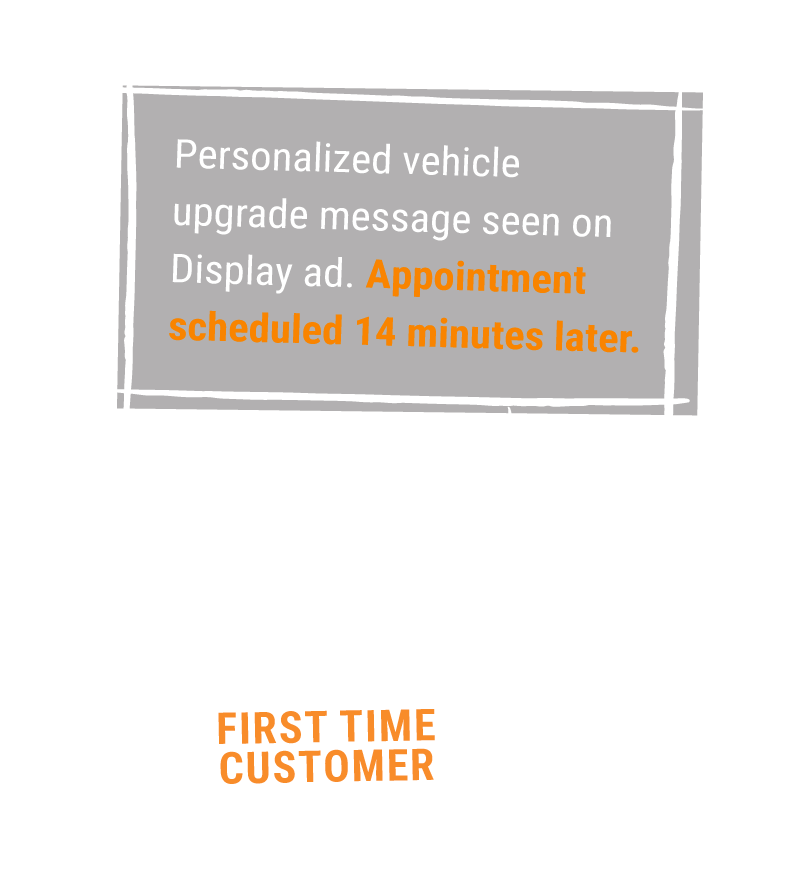 Personalized vehicle
upgrade message seen on
Display ad. Appointment
scheduled 14 minutes later.
FIRST TIME
CUSTOMER